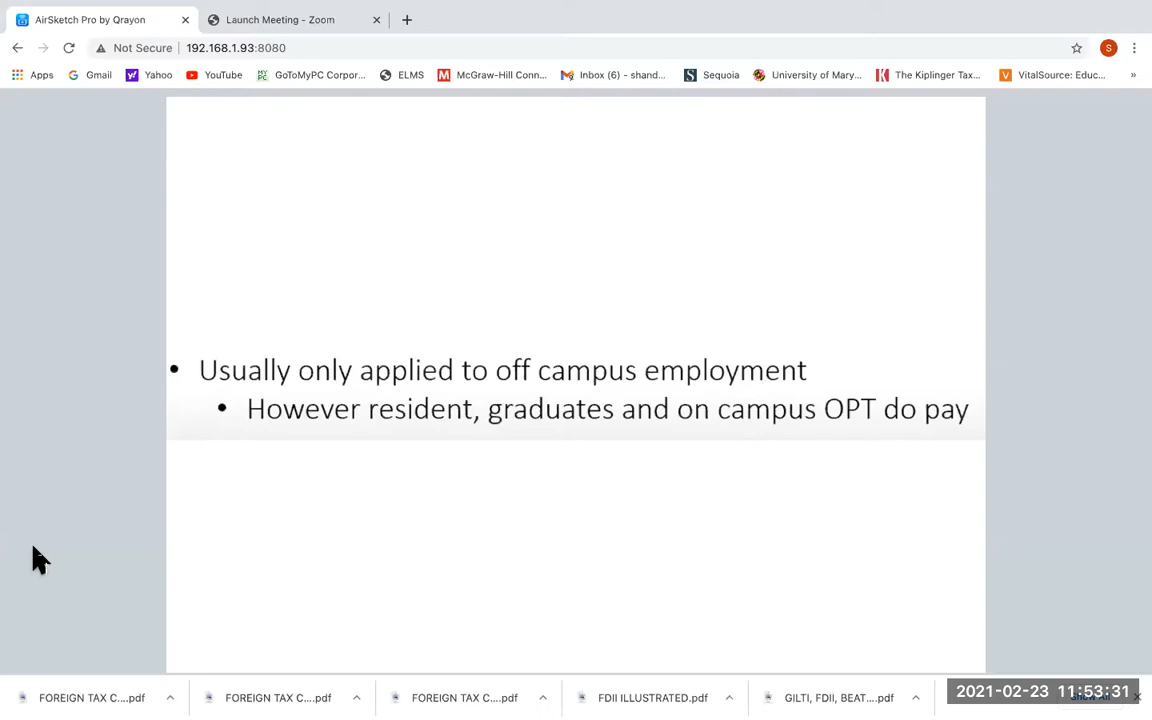 AirSketch Pro by Qrayon
Launch Meeting - Zoom
Not Secure 192.168.1.93:8080
Apps Gmail Yahoo YouTube GoToMyPC Corpor... ELMS McGraw-Hill Conn... Inbox (6) - shand... Sequoia University of Mary... The Kiplinger Tax... VitalSource: Educ... »
• Usually only applied to off campus employment
• However resident, graduates and on campus OPT do pay
FOREIGN TAX C....pdf FOREIGN TAX C....pdf FOREIGN TAX C....pdf FDII ILLUSTRATED.pdf GILTI, FDII, BEAT....pdf
2021-02-23 11:53:31